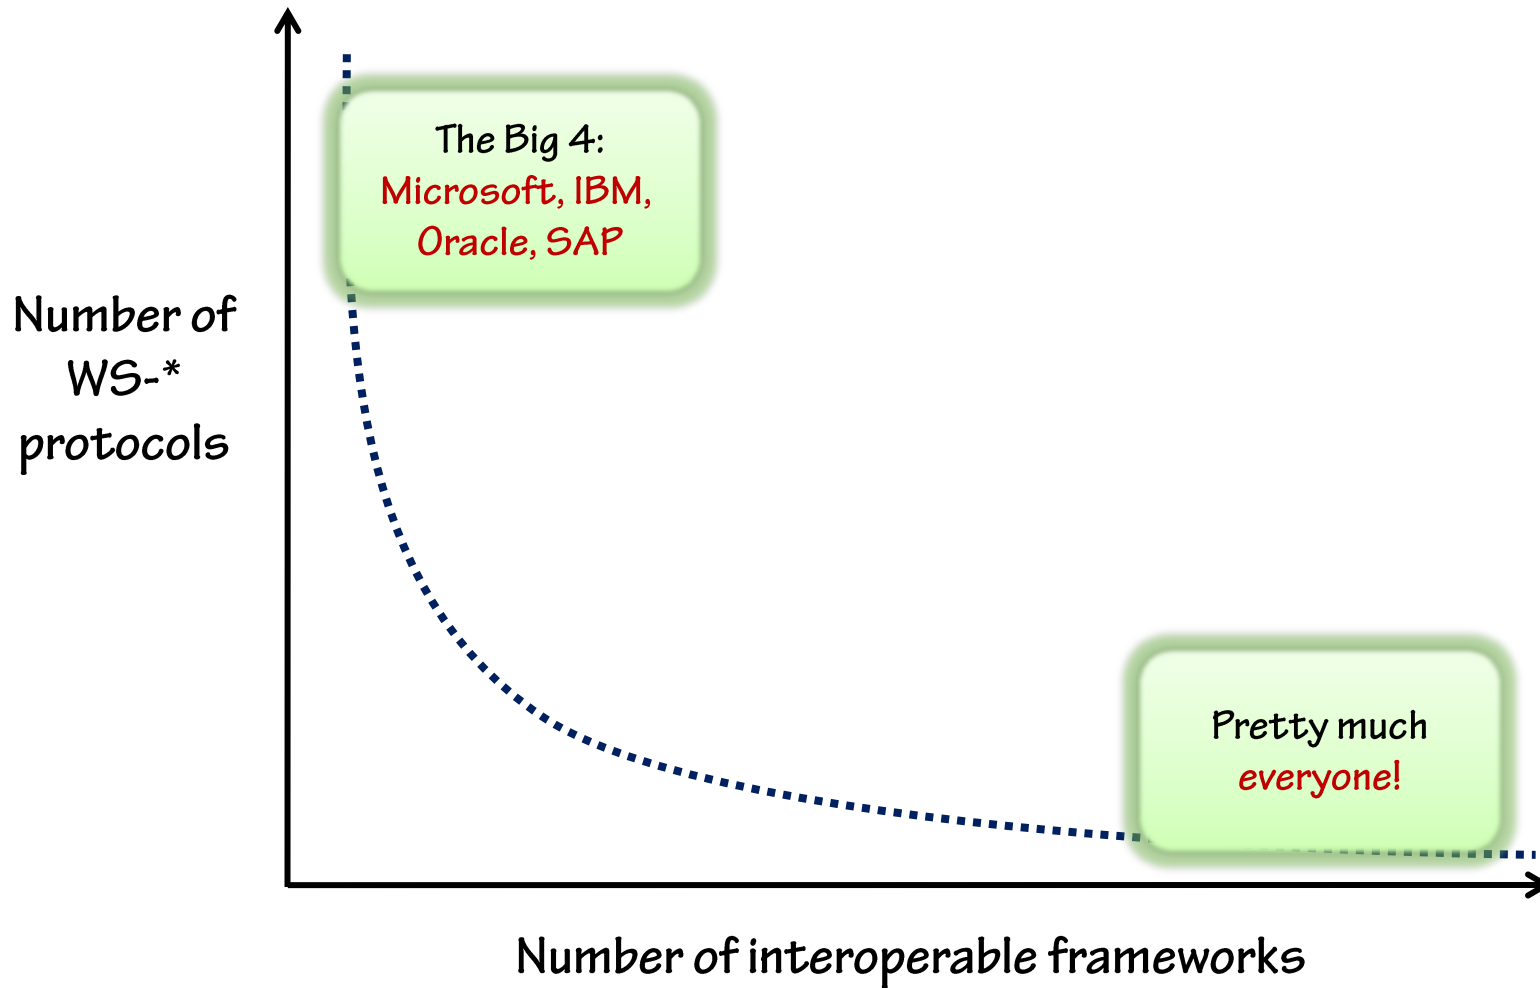 The Big 4:
Microsoft, IBM,
Oracle, SAP
Number of
WS-*
protocols
Pretty much
everyone!
Number of interoperable frameworks